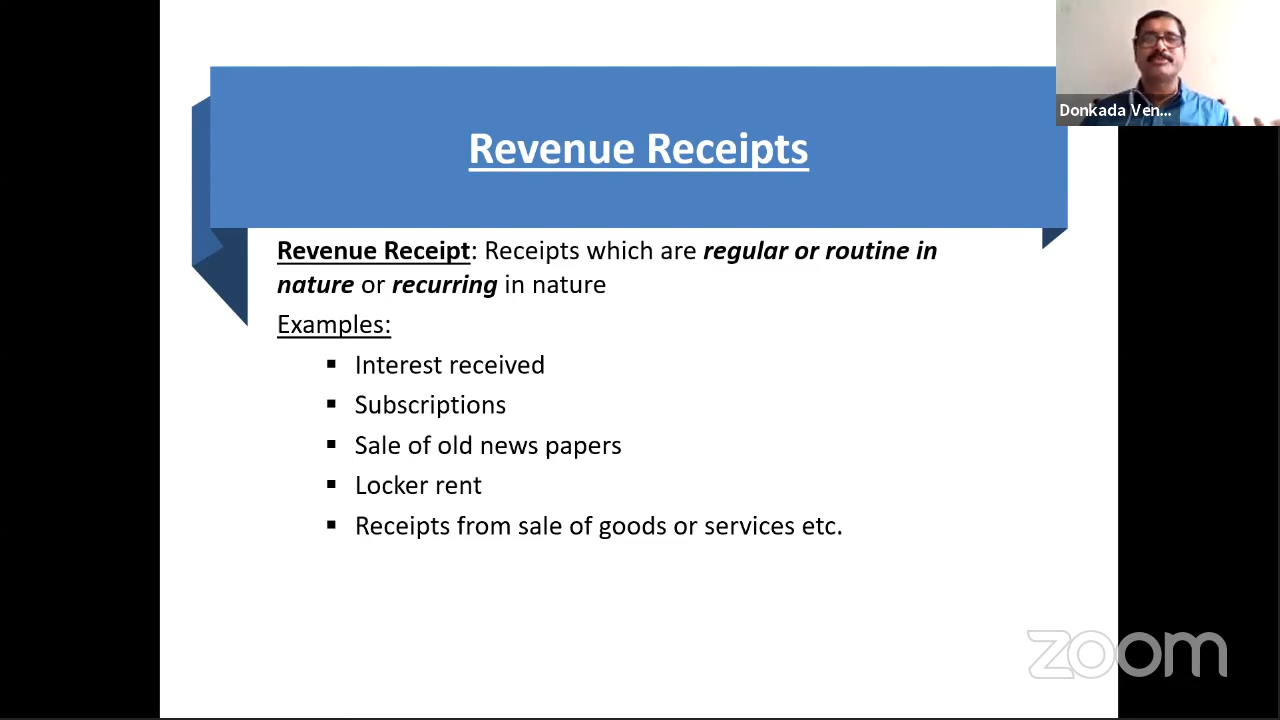 Donkada Ven...
Revenue Receipts
Revenue Receipt: Receipts which are regular or routine in
nature or recurring in nature
Examples:
▪ Interest received
▪ Subscriptions
▪ Sale of old news papers
▪ Locker rent
▪ Receipts from sale of goods or services etc.
zoom